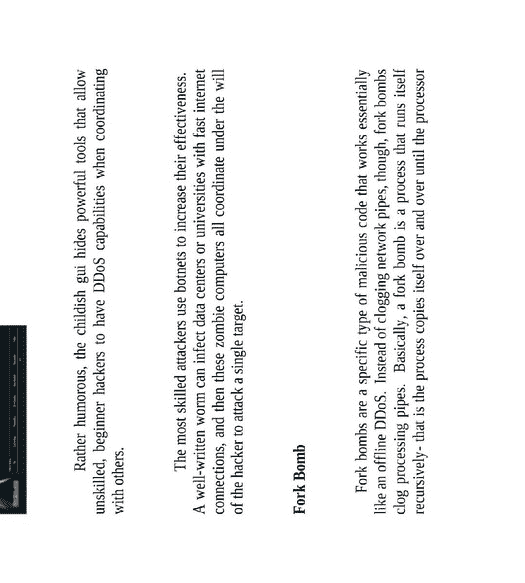 Rather humorous, the childish gui hides powerful tools that allow
unskilled, beginner hackers to have DDoS capabilities when coordinating
with others.
The most skilled attackers use botnets to increase their effectiveness.
A well-written worm can infect data centers or universities with fast internet
connections, and then these zombie computers all coordinate under the will
of the hacker to attack a single target.
Fork Bomb
Fork bombs are a specific type of malicious code that works essentially
like an offline DDoS. Instead of clogging network pipes, though, fork bombs
clog processing pipes. Basically, a fork bomb is a process that runs itself
recursively- that is the process copies itself over and over until the processor